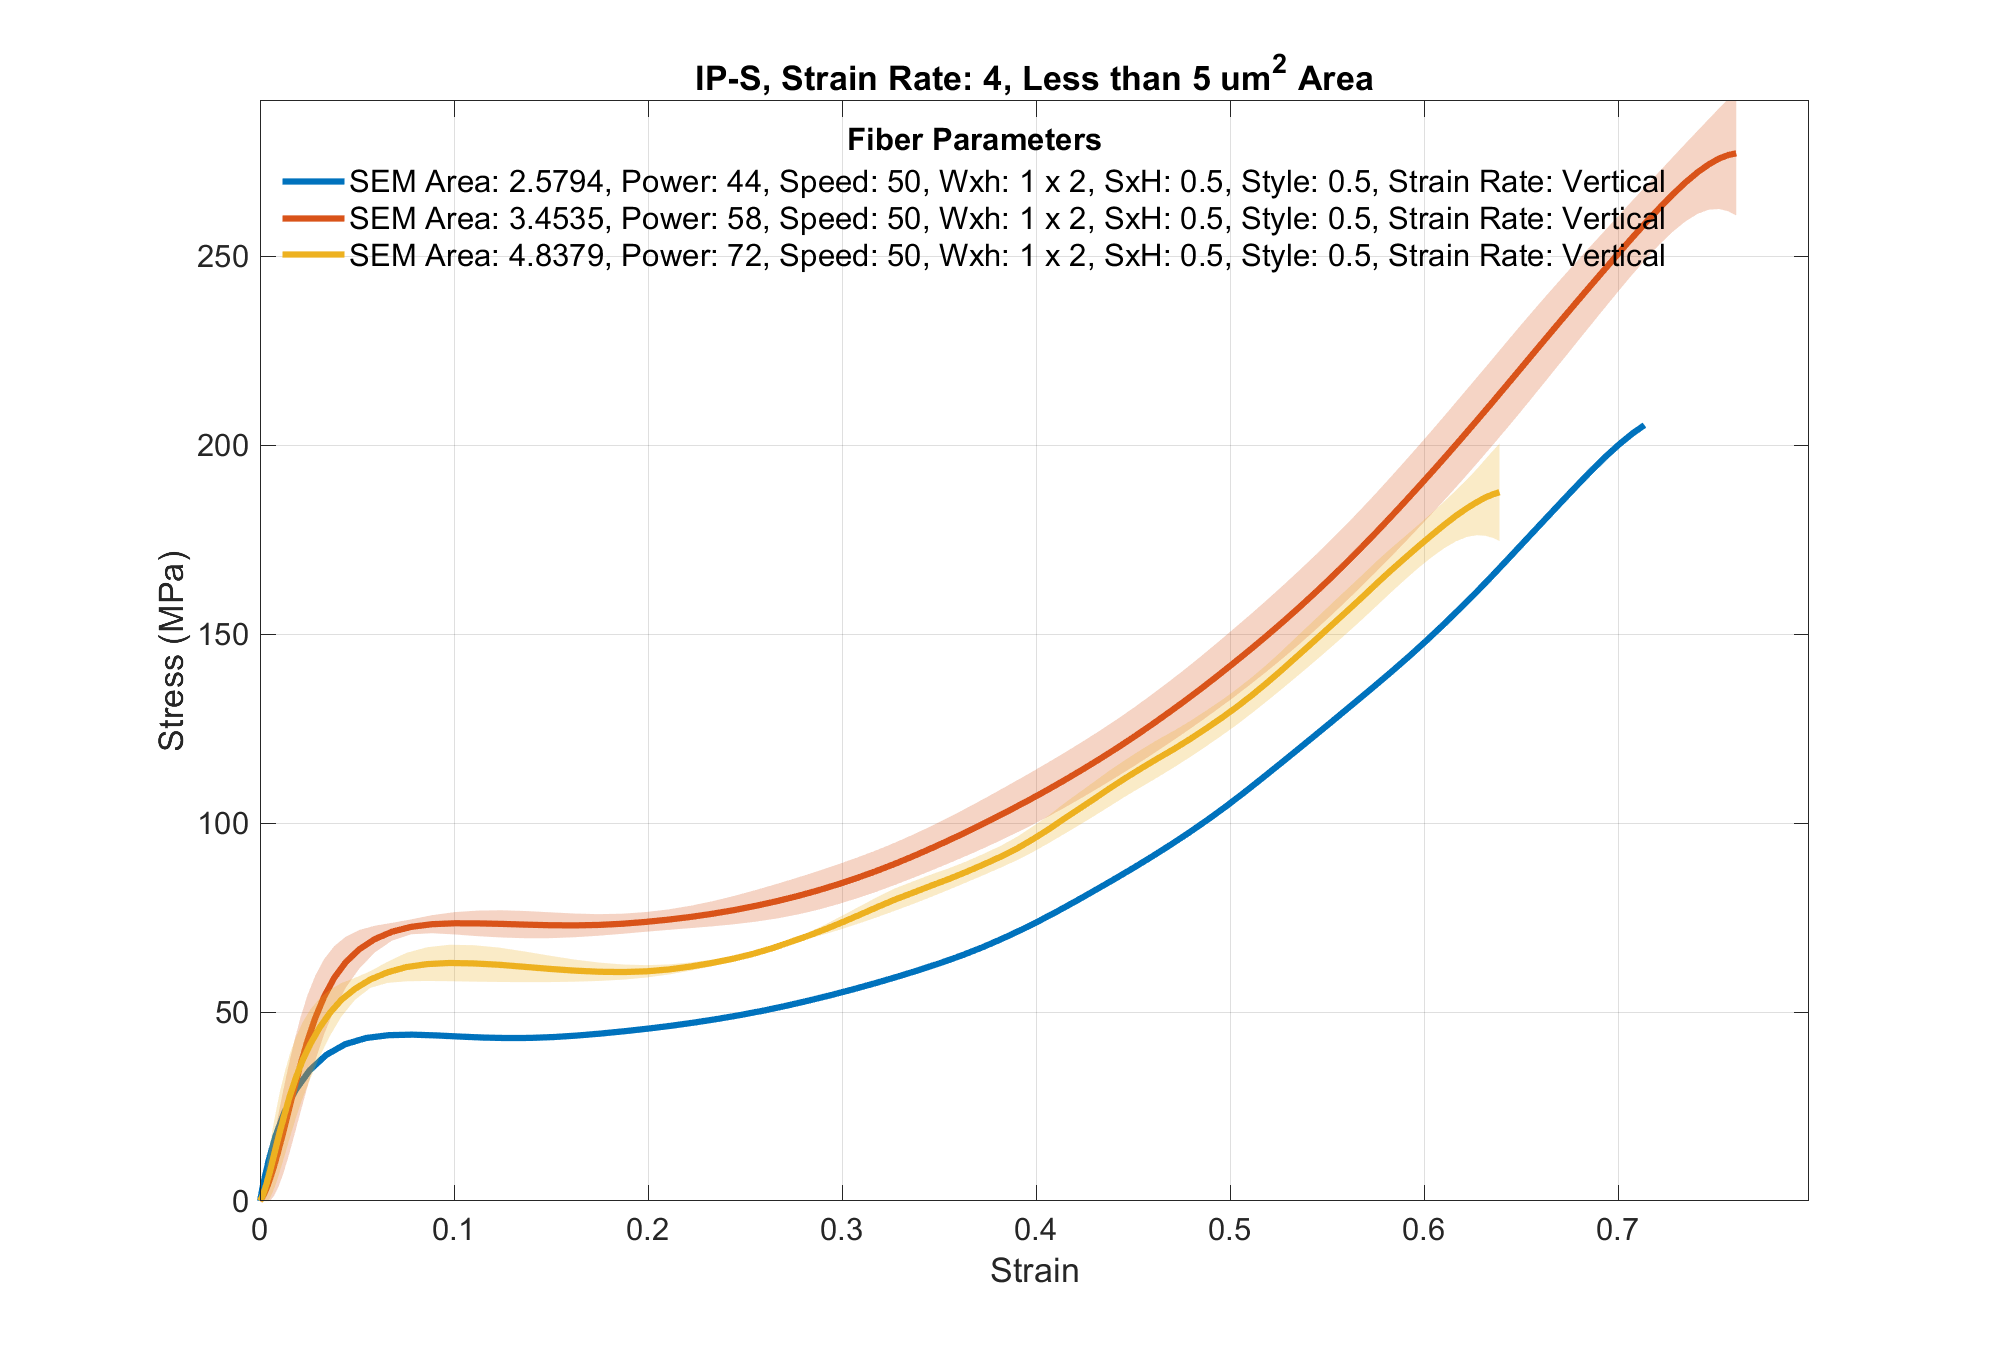 IP-S, Strain Rate: 4, Less than 5 um² Area
Fiber Parameters
SEM Area: 2.5794, Power: 44, Speed: 50, Wxh: 1 x 2, SxH: 0.5, Style: 0.5, Strain Rate: Vertical
SEM Area: 3.4535, Power: 58, Speed: 50, Wxh: 1 x 2, SxH: 0.5, Style: 0.5, Strain Rate: Vertical
SEM Area: 4.8379, Power: 72, Speed: 50, Wxh: 1 x 2, SxH: 0.5, Style: 0.5, Strain Rate: Vertical
250
200
150
100
50
0
Stress (MPa)
0 0.1 0.2 0.3 0.4 0.5 0.6 0.7
Strain